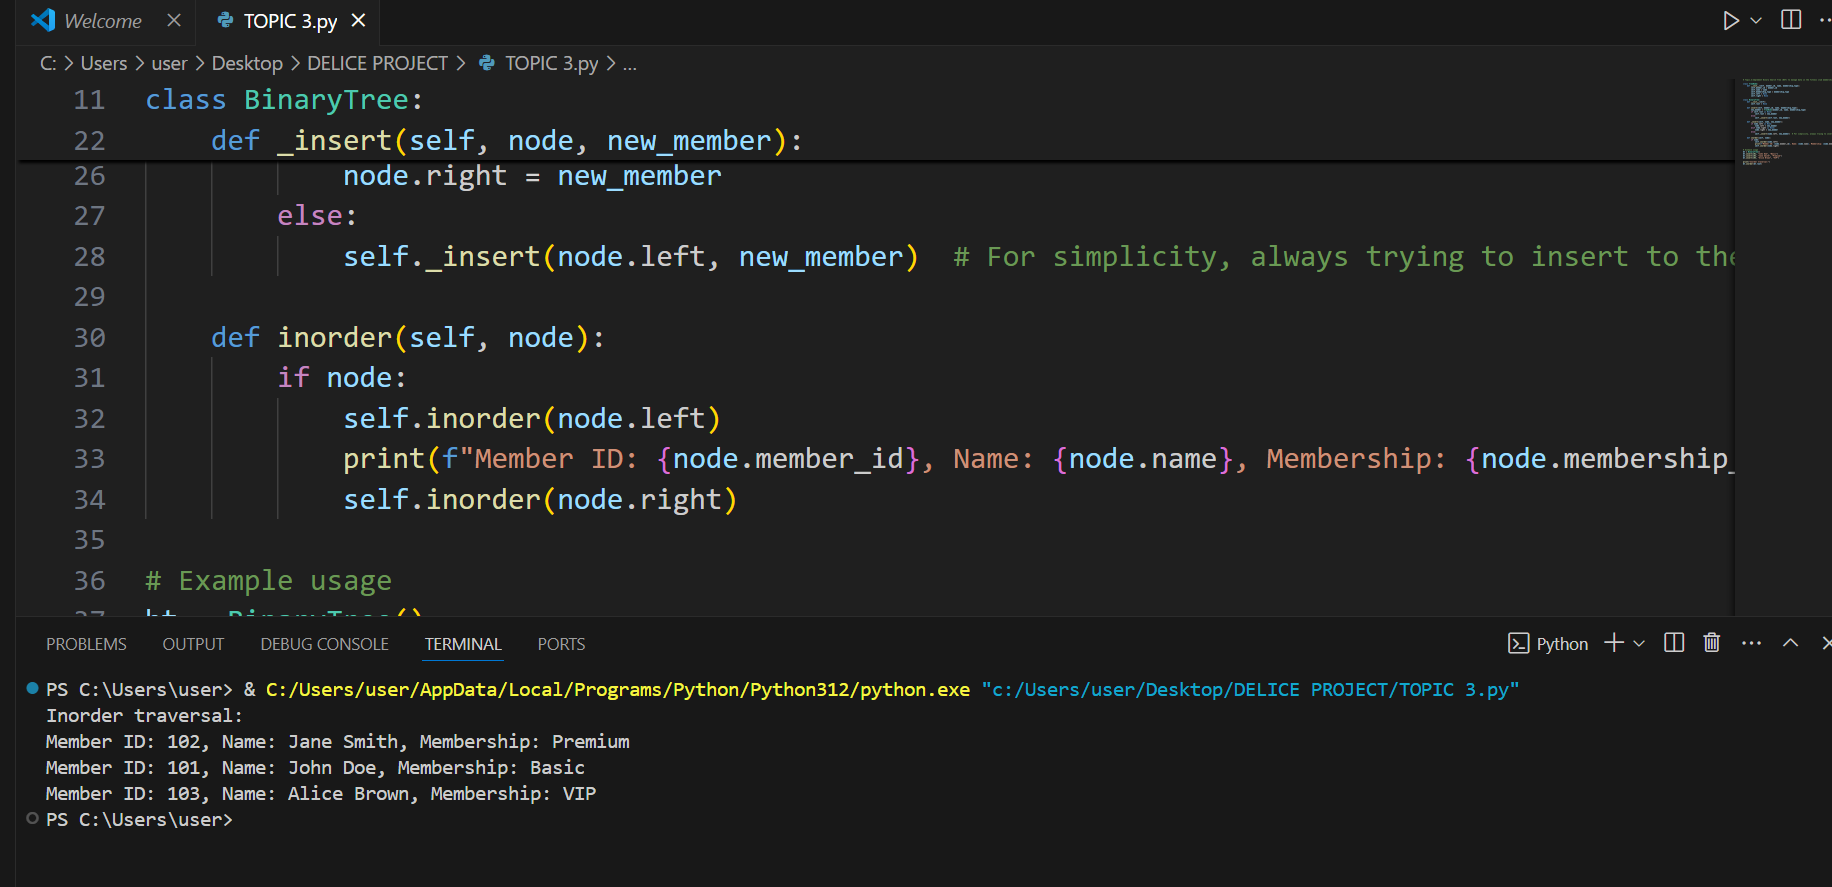 Welcome
TOPIC 3.py
C: > Users > user > Desktop > DELICE PROJECT > TOPIC 3.py > ...
11 class BinaryTree:
22 def _insert(self, node, new_member):
26 node.right = new_member
27 else:
28 self._insert(node.left, new_member)  # For simplicity, always trying to insert to the
29
30 def inorder(self, node):
31 if node:
32 self.inorder(node.left)
33 print(f"Member ID: {node.member_id}, Name: {node.name}, Membership: {node.membership_
34 self.inorder(node.right)
35
36 # Example usage
37 bt = BinaryTree()
PROBLEMS OUTPUT DEBUG CONSOLE TERMINAL PORTS
Python
PS C:\Users\user> & C:/Users/user/AppData/Local/Programs/Python/Python312/python.exe "c:/Users/user/Desktop/DELICE PROJECT/TOPIC 3.py"
Inorder traversal:
Member ID: 102, Name: Jane Smith, Membership: Premium
Member ID: 101, Name: John Doe, Membership: Basic
Member ID: 103, Name: Alice Brown, Membership: VIP
PS C:\Users\user>